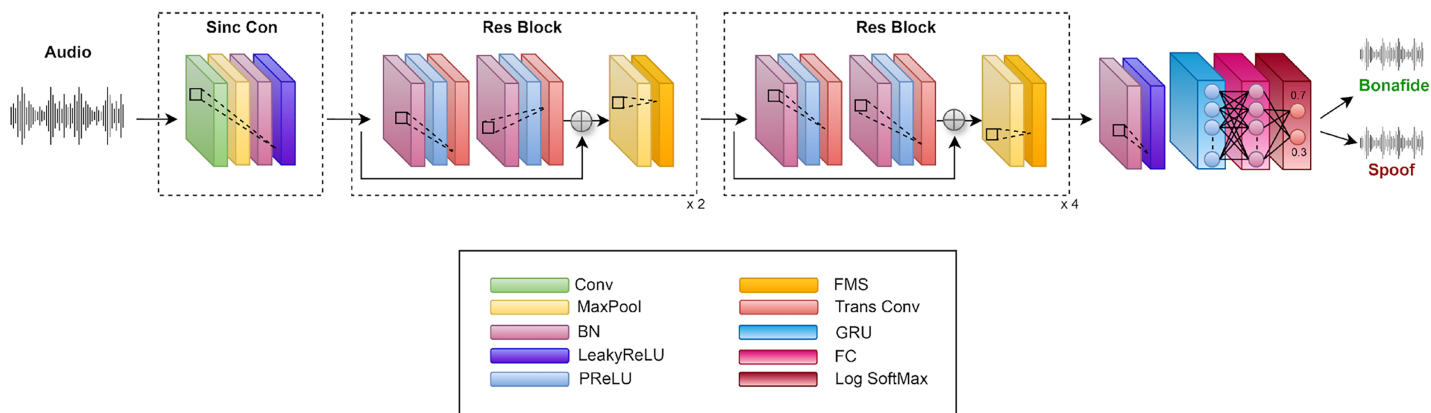 Audio
Sinc Con
Res Block
Res Block
x 2
x 4
0.7
0.3
Bonafide
Spoof
Conv
MaxPool
BN
LeakyReLU
PReLU
FMS
Trans Conv
GRU
FC
Log SoftMax